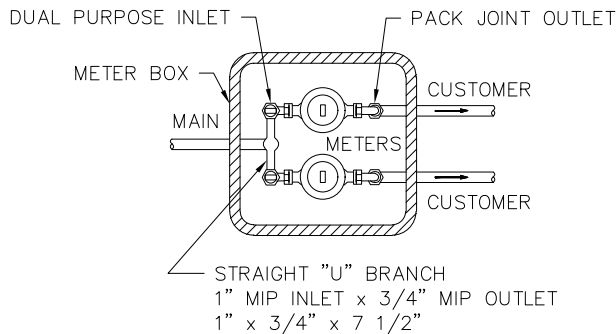 DUAL PURPOSE INLET
PACK JOINT OUTLET
METER BOX
CUSTOMER
MAIN
METERS
CUSTOMER
STRAIGHT "U" BRANCH
1" MIP INLET x 3/4" MIP OUTLET
1" x 3/4" x 7 1/2"